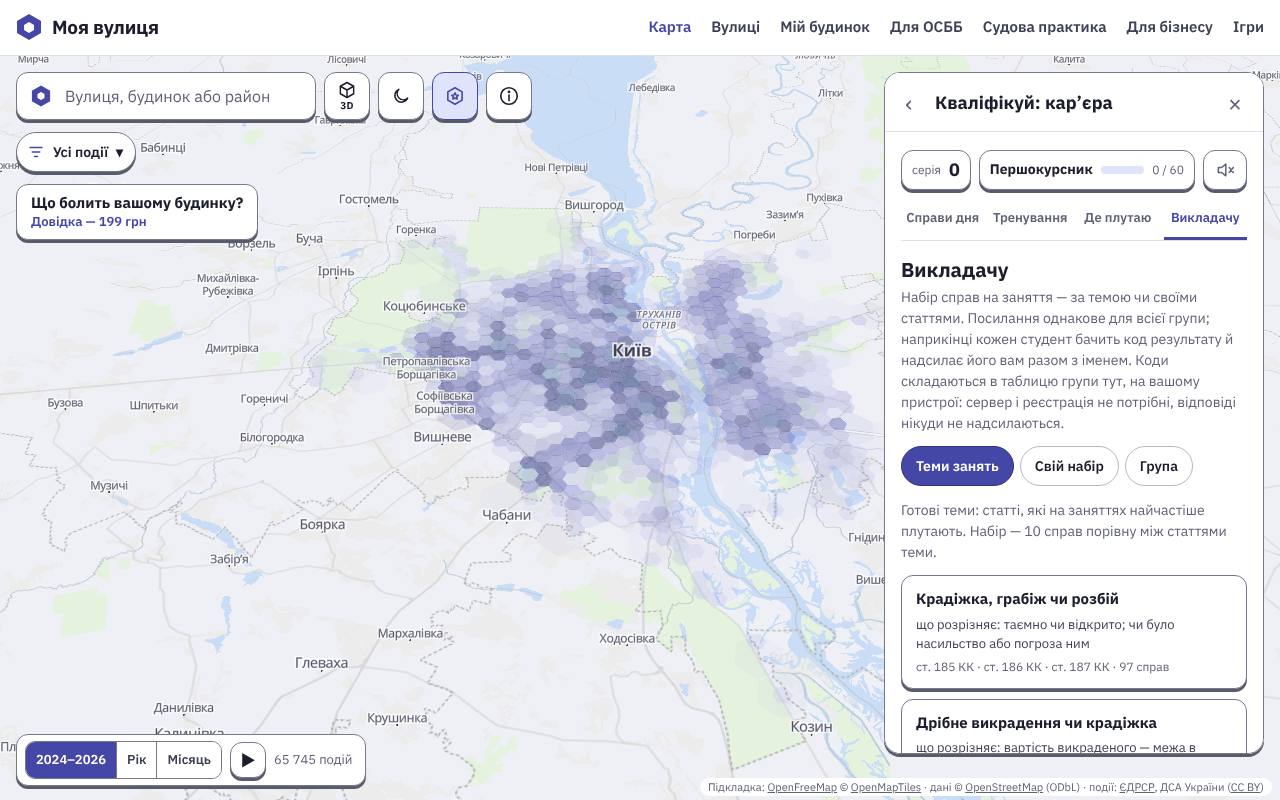 Моя вулиця
Карта
Вулиці
Мій будинок
Для ОСББ
Судова практика
Для бізнесу
Ігри
Вулиця, будинок або район
3D
Усі події ▾
Що болить вашому будинку?
Довідка — 199 грн
Мирча
Лісовичі
Лебедівка
Літки
Калита
Бабинці
Нові Петрівці
Гостомель
Вишгород
Пухівка
Зазим'я
Горенка
Погреби
Буча
Ірпінь
Михайлівка-
Рубежівка
Коцюбинське
ТРУХАНІВ
ОСТРІВ
Київ
Дмитрівка
Петропавлівська
Борщагівка
Софіївська
Борщагівка
Бузова
Шпитьки
Гореничі
Білогородка
Вишневе
Музичі
Чабани
Боярка
Забір'я
Мархалівка
Ходосівка
Глеваха
Данилівка
Крушинка
Козин
2024–2026
Рік
Місяць
65 745 подій
Кваліфікуй: кар’єра
серія 0
Першокурсник
0 / 60
Справи дня
Тренування
Де плутаю
Викладачу
Викладачу
Набір справ на заняття — за темою чи своїми
статтями. Посилання однакове для всієї групи;
наприкінці кожен студент бачить код результату й
надсилає його вам разом з іменем. Коди
складаються в таблицю групи тут, на вашому
пристрої: сервер і реєстрація не потрібні, відповіді
нікуди не надсилаються.
Теми занять
Свій набір
Група
Готові теми: статті, які на заняттях найчастіше
плутають. Набір — 10 справ порівну між статтями
теми.
Крадіжка, грабіж чи розбій
що розрізняє: таємно чи відкрито; чи було
насильство або погроза ним
ст. 185 КК · ст. 186 КК · ст. 187 КК · 97 справ
Дрібне викрадення чи крадіжка
що розрізняє: вартість викраденого — межа в
Підкладка: OpenFreeMap © OpenMapTiles · дані © OpenStreetMap (ODbL) · події: ЄДРСР, ДСА України (CC BY)